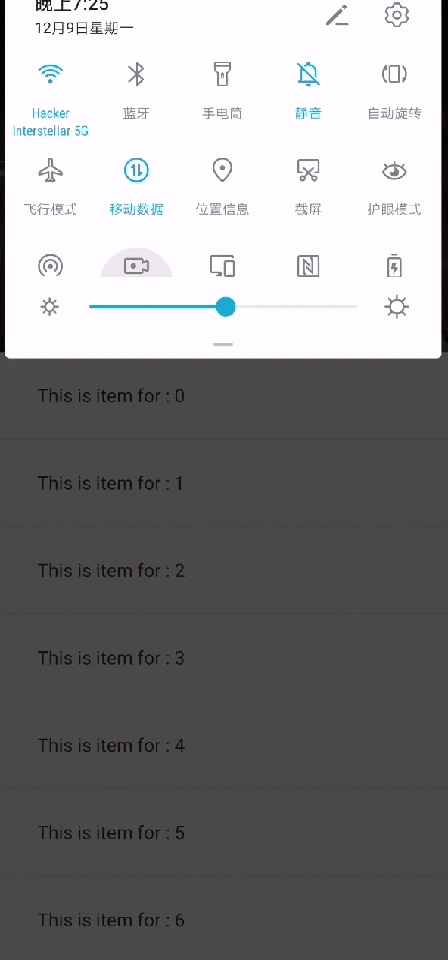 晚上7:25
12月9日星期一
Hacker
Interstellar 5G
蓝牙
手电筒
静音
自动旋转
飞行模式
移动数据
位置信息
截屏
护眼模式
This is item for : 0
This is item for : 1
This is item for : 2
This is item for : 3
This is item for : 4
This is item for : 5
This is item for : 6